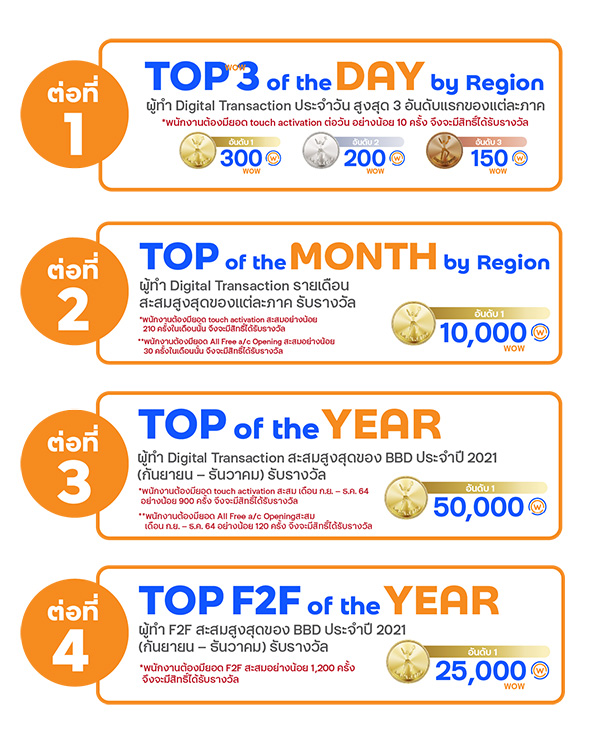 ต่อที่
1
TOP 3 of the DAY by Region
WOW
ผู้ทำ Digital Transaction ประจำวัน สูงสุด 3 อันดับแรกของแต่ละภาค
*พนักงานต้องมียอด touch activation ต่อวัน อย่างน้อย 10 ครั้ง จึงจะมีสิทธิ์ได้รับรางวัล
อันดับ 1
300
WOW
อันดับ 2
200
WOW
อันดับ 3
150
WOW
ต่อที่
2
TOP of the MONTH by Region
ผู้ทำ Digital Transaction รายเดือน
สะสมสูงสุดของแต่ละภาค รับรางวัล
*พนักงานต้องมียอด touch activation สะสมอย่างน้อย
210 ครั้งในเดือนนั้น จึงจะมีสิทธิ์ได้รับรางวัล
**พนักงานต้องมียอด All Free a/c Opening สะสมอย่างน้อย
30 ครั้งในเดือนนั้น จึงจะมีสิทธิ์ได้รับรางวัล
อันดับ 1
10,000
WOW
ต่อที่
3
TOP of the YEAR
ผู้ทำ Digital Transaction สะสมสูงสุดของ BBD ประจำปี 2021
(กันยายน – ธันวาคม) รับรางวัล
*พนักงานต้องมียอด touch activation สะสม เดือน ก.ย. – ธ.ค. 64
อย่างน้อย 900 ครั้ง จึงจะมีสิทธิ์ได้รับรางวัล
**พนักงานต้องมียอด All Free a/c Openingสะสม
เดือน ก.ย. – ธ.ค. 64 อย่างน้อย 120 ครั้ง จึงจะมีสิทธิ์ได้รับรางวัล
อันดับ 1
50,000
WOW
ต่อที่
4
TOP F2F of the YEAR
ผู้ทำ F2F สะสมสูงสุดของ BBD ประจำปี 2021
(กันยายน – ธันวาคม) รับรางวัล
*พนักงานต้องมียอด F2F สะสมอย่างน้อย 1,200 ครั้ง
จึงจะมีสิทธิ์ได้รับรางวัล
อันดับ 1
25,000
WOW